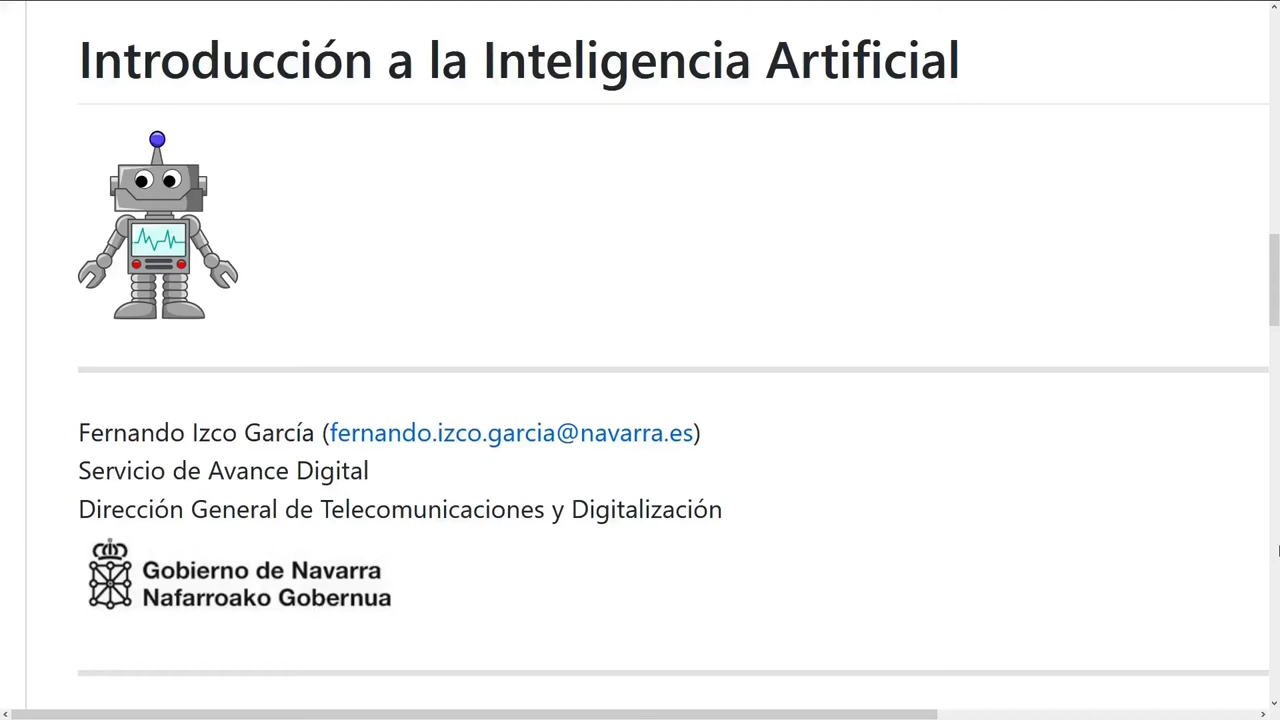 Introducción a la Inteligencia Artificial
Fernando Izco García (fernando.izco.garcia@navarra.es)
Servicio de Avance Digital
Dirección General de Telecomunicaciones y Digitalización
Gobierno de Navarra
Nafarroako Gobernua